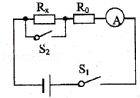 Rₓ R₀ A
S₂
S₁